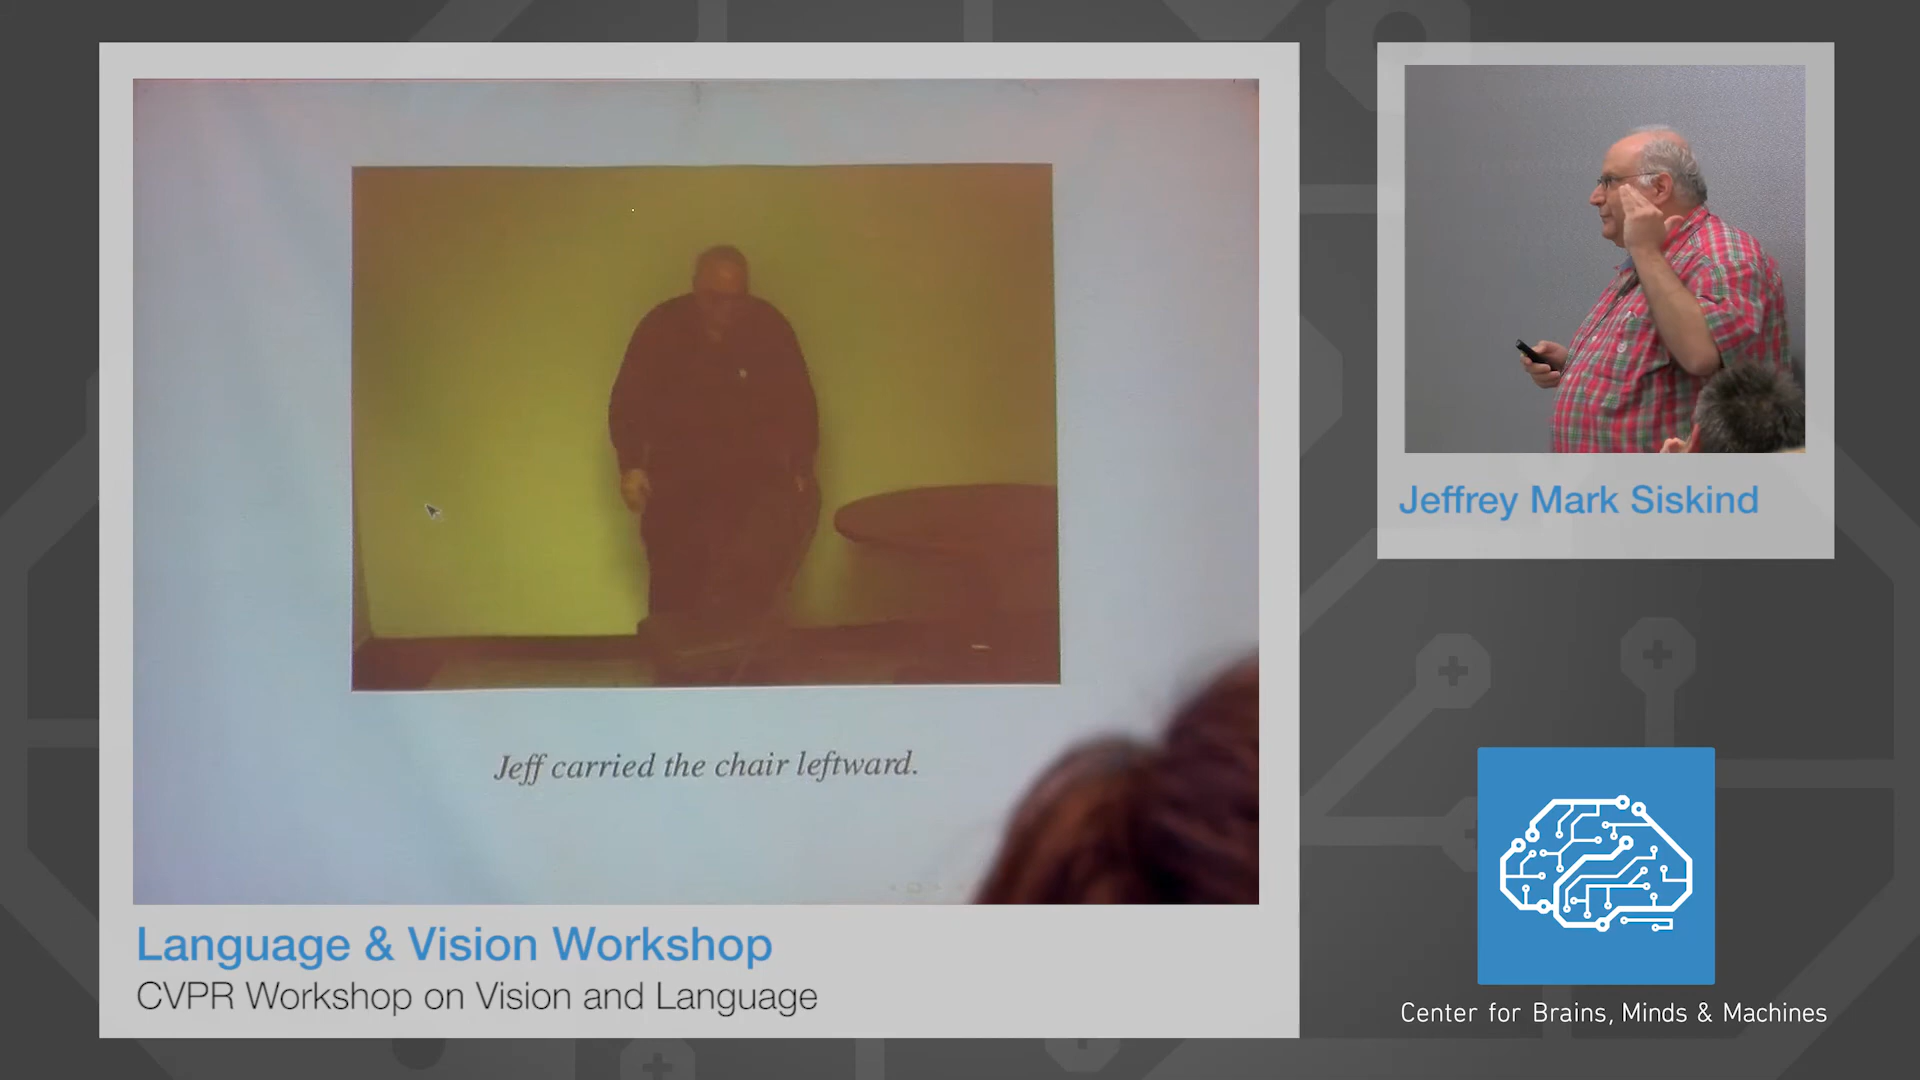 Jeff carried the chair leftward.
Language & Vision Workshop
CVPR Workshop on Vision and Language
Jeffrey Mark Siskind
Center for Brains, Minds & Machines